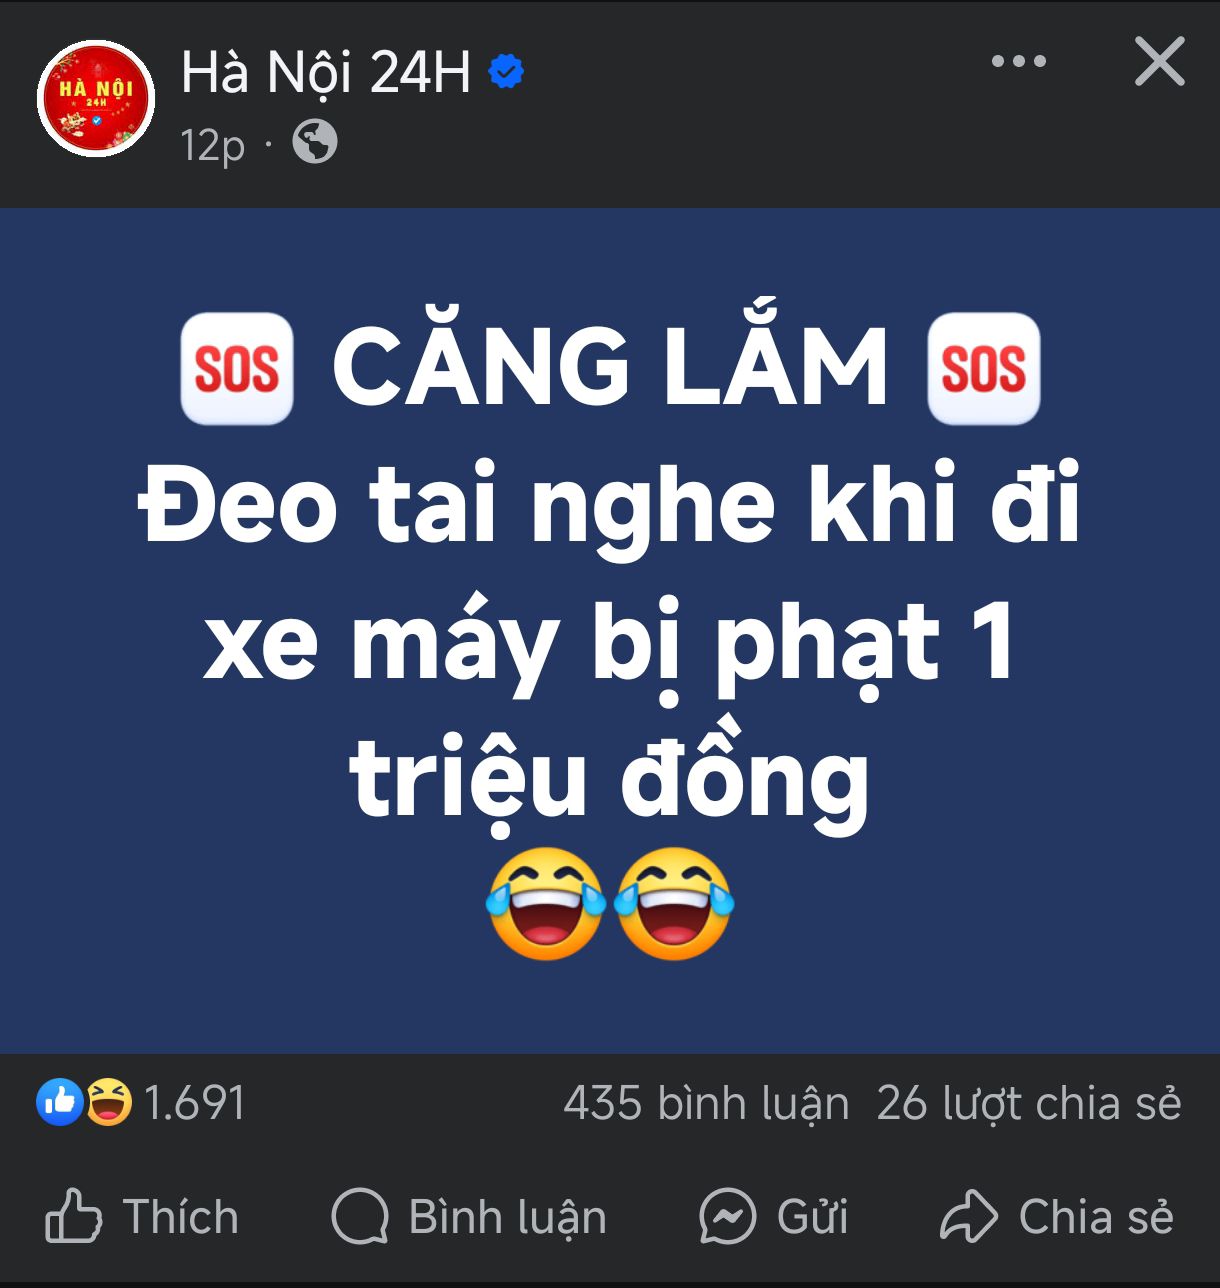 HÀ NỘI
24H
Hà Nội 24H
12p ·
SOS CĂNG LẮM SOS
Đeo tai nghe khi đi
xe máy bị phạt 1
triệu đồng
😂😂
1.691
435 bình luận 26 lượt chia sẻ
Thích
Bình luận
Gửi
Chia sẻ